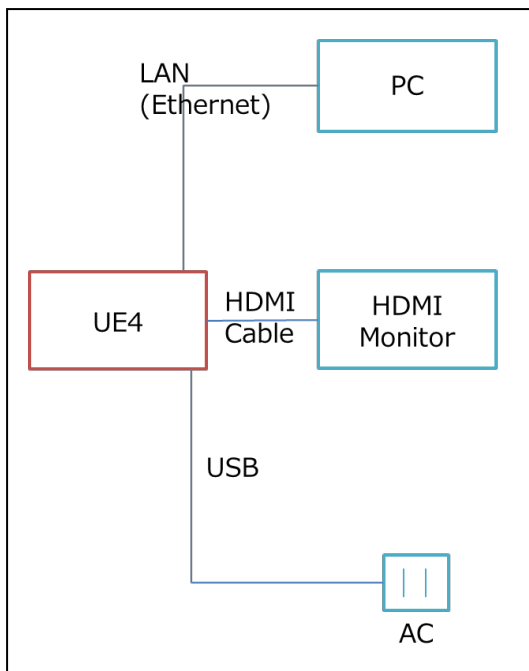 LAN
(Ethernet)
PC
UE4
HDMI
Cable
HDMI
Monitor
USB
AC